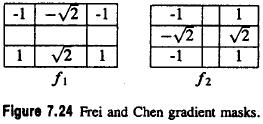 -1 -√2 -1
1 √2 1
f₁
-1 1
-√2 √2
-1 1
f₂
Figure 7.24 Frei and Chen gradient masks.